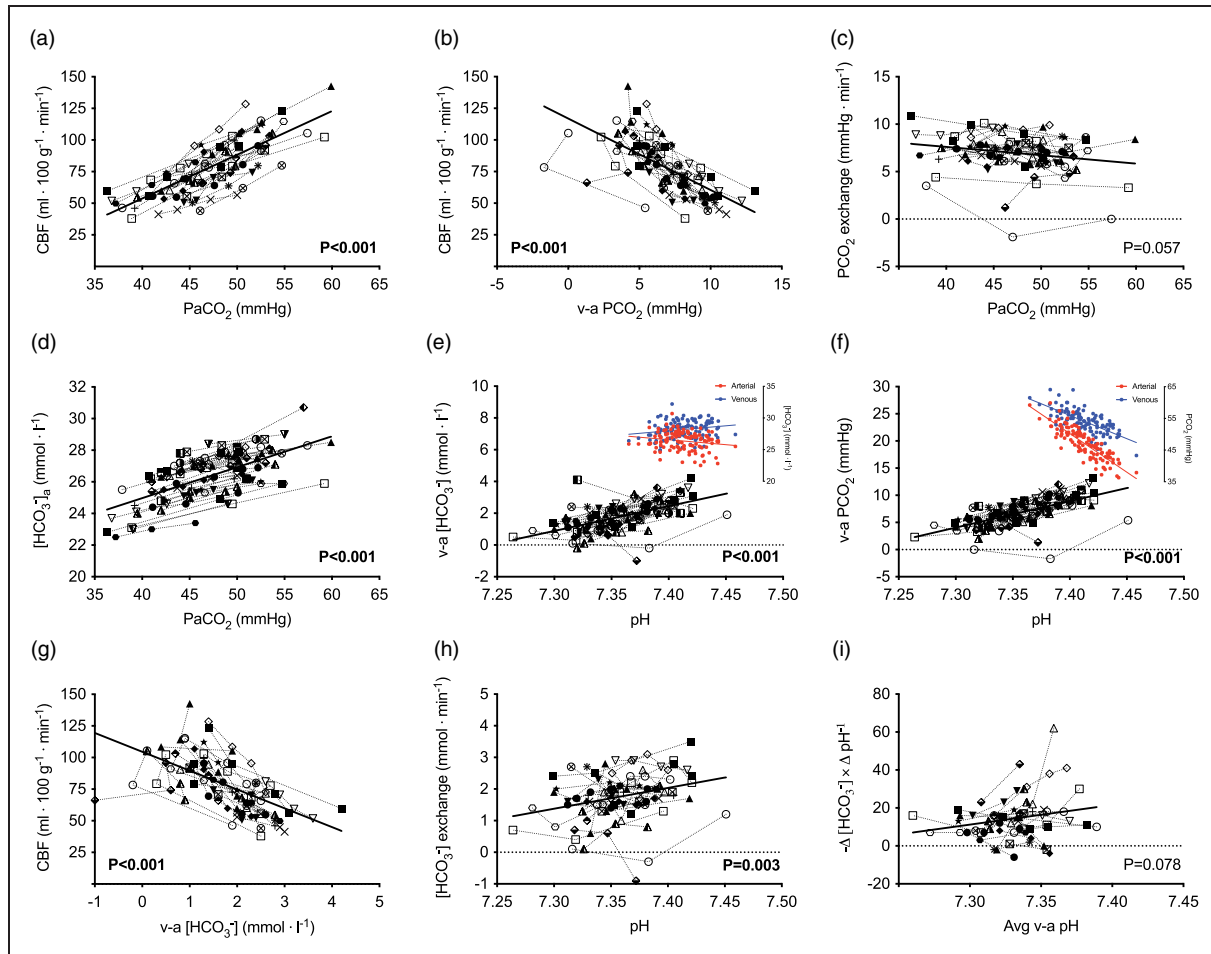 (a)
CBF (ml · 100 g⁻¹ · min⁻¹)
150
125
100
75
50
25
0
P<0.001
35 40 45 50 55 60 65
PaCO₂ (mmHg)
(b)
CBF (ml · 100 g⁻¹ · min⁻¹)
150
125
100
75
50
25
0
P<0.001
-5 0 5 10 15
v-a PCO₂ (mmHg)
(c)
PCO₂ exchange (mmHg · min⁻¹)
15
10
5
0
-5
P=0.057
40 45 50 55 60 65
PaCO₂ (mmHg)
(d)
[HCO₃⁻]ₐ (mmol · l⁻¹)
32
30
28
26
24
22
20
P<0.001
35 40 45 50 55 60 65
PaCO₂ (mmHg)
(e)
v-a [HCO₃⁻] (mmol · l⁻¹)
10
8
6
4
2
0
-2
Arterial
Venous
35
30
25
20
[HCO₃⁻] (mmol·l⁻¹)
P<0.001
7.25 7.30 7.35 7.40 7.45 7.50
pH
(f)
v-a PCO₂ (mmHg)
30
25
20
15
10
5
0
-5
Arterial
Venous
65
55
45
35
PCO₂ (mmHg)
P<0.001
7.25 7.30 7.35 7.40 7.45 7.50
pH
(g)
CBF (ml · 100 g⁻¹ · min⁻¹)
150
125
100
75
50
25
0
P<0.001
-1 0 1 2 3 4 5
v-a [HCO₃⁻] (mmol · l⁻¹)
(h)
[HCO₃⁻] exchange (mmol · min⁻¹)
5
4
3
2
1
0
-1
P=0.003
7.25 7.30 7.35 7.40 7.45 7.50
pH
(i)
-Δ [HCO₃⁻] × Δ pH⁻¹
80
60
40
20
0
-20
P=0.078
7.30 7.35 7.40 7.45
Avg v-a pH